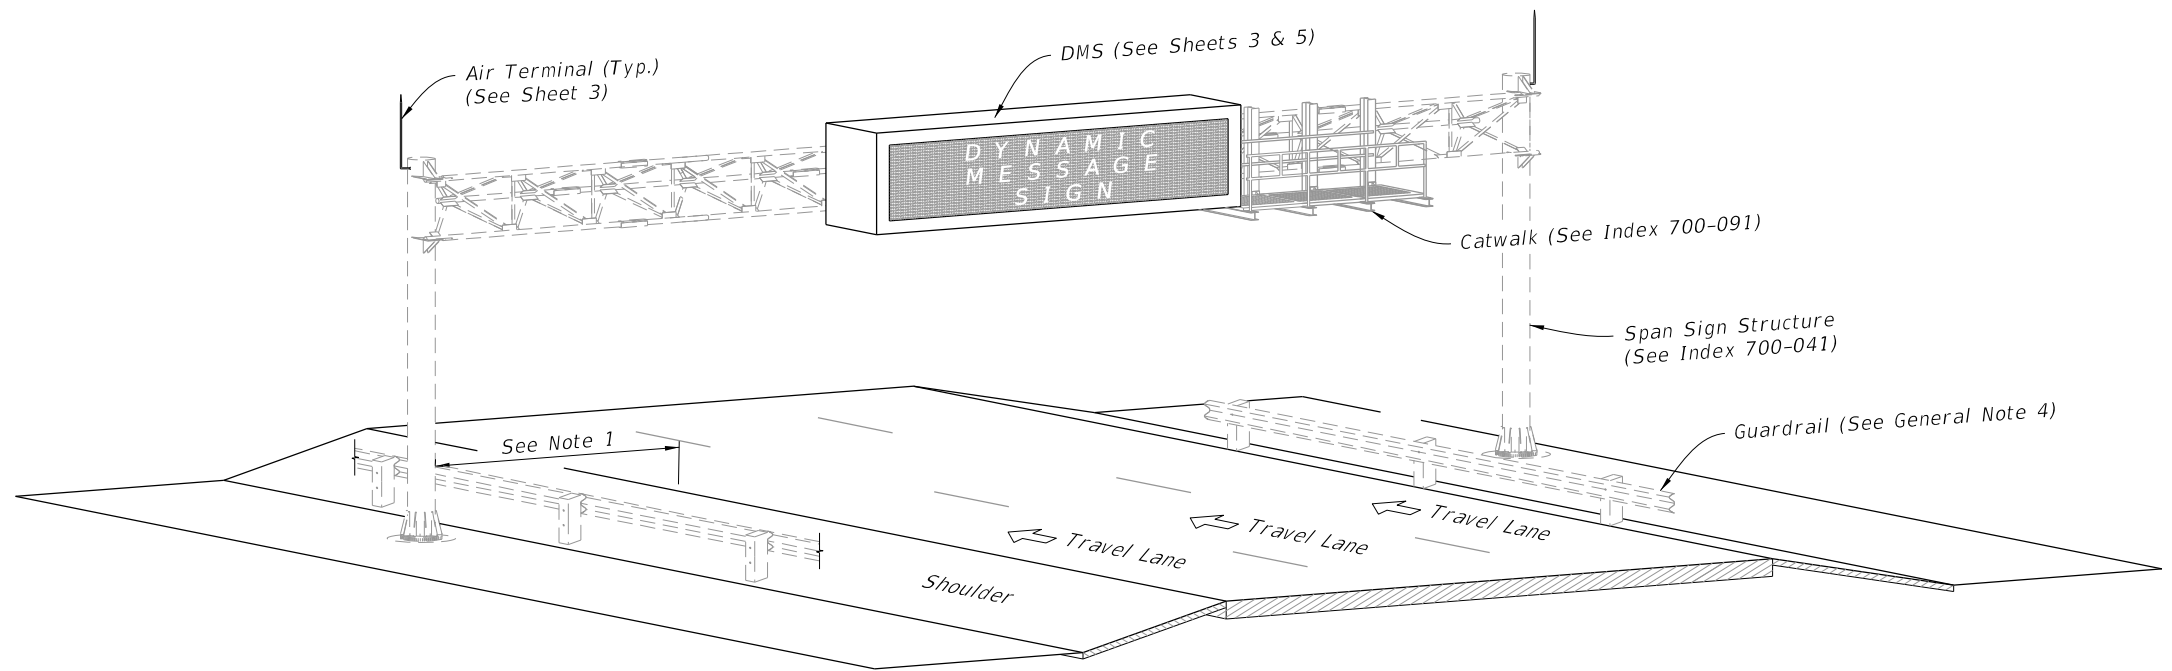 DMS (See Sheets 3 & 5)
Air Terminal (Typ.)
(See Sheet 3)
DYNAMIC
MESSAGE
SIGN
Catwalk (See Index 700-091)
Span Sign Structure
(See Index 700-041)
Guardrail (See General Note 4)
See Note 1
Travel Lane
Travel Lane
Travel Lane
Shoulder